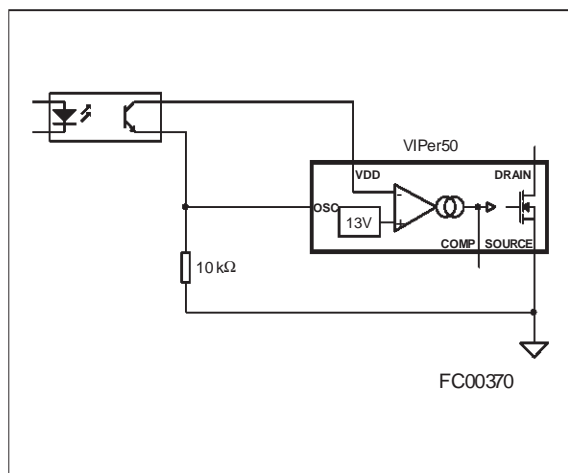 VIPer50
VDD
DRAIN
-
OSC
13V
+
COMP
SOURCE
10 kΩ
FC00370